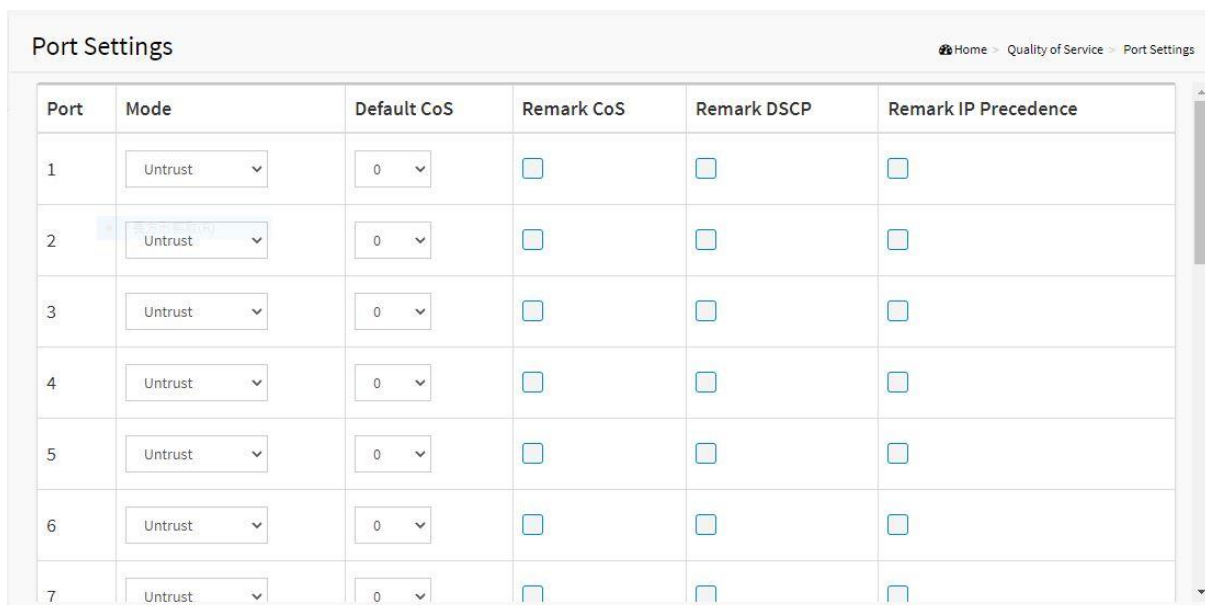 Port Settings
Home > Quality of Service > Port Settings
Port Mode Default CoS Remark CoS Remark DSCP Remark IP Precedence
1 Untrust 0
2 Untrust 0
3 Untrust 0
4 Untrust 0
5 Untrust 0
6 Untrust 0
7 Untrust 0